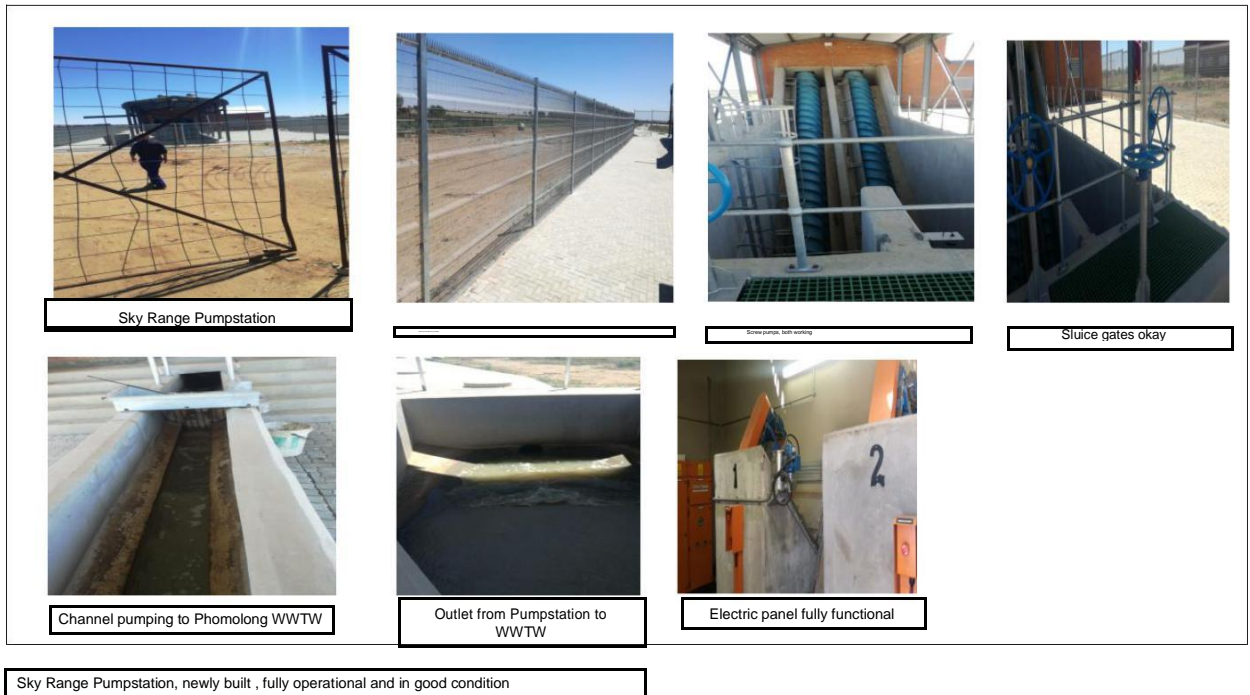 Sky Range Pumpstation
Screw pumps, both working
Sluice gates okay
1
2
Channel pumping to Phomolong WWTW
Outlet from Pumpstation to
WWTW
Electric panel fully functional
Sky Range Pumpstation, newly built , fully operational and in good condition